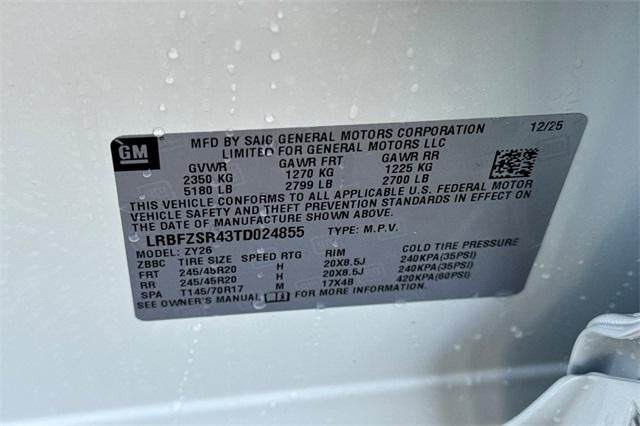 GM
MFD BY SAIC GENERAL MOTORS CORPORATION 12/25
LIMITED FOR GENERAL MOTORS LLC
GVWR GAWR FRT GAWR RR
2350 KG 1270 KG 1225 KG
5180 LB 2799 LB 2700 LB
THIS VEHICLE CONFORMS TO ALL APPLICABLE U.S. FEDERAL MOTOR
VEHICLE SAFETY AND THEFT PREVENTION STANDARDS IN EFFECT ON
THE DATE OF MANUFACTURE SHOWN ABOVE.
LRBFZSR43TD024855 TYPE: M.P.V.
MODEL: ZY26
ZBBC TIRE SIZE SPEED RTG RIM COLD TIRE PRESSURE
FRT 245/45R20 H 20X8.5J 240KPA(35PSI)
RR 245/45R20 H 20X8.5J 240KPA(35PSI)
SPA T145/70R17 M 17X4B 420KPA(60PSI)
SEE OWNER'S MANUAL FOR MORE INFORMATION.